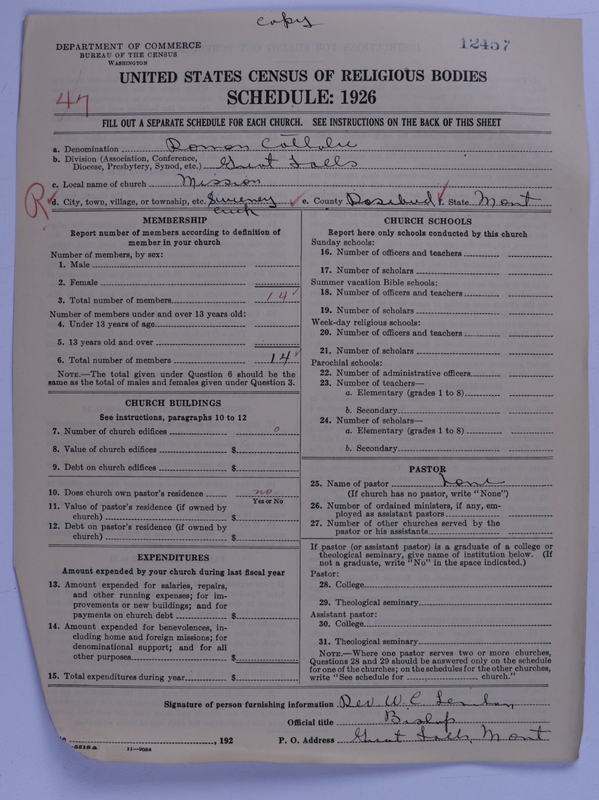 copy
12457
DEPARTMENT OF COMMERCE
BUREAU OF THE CENSUS
WASHINGTON
UNITED STATES CENSUS OF RELIGIOUS BODIES
SCHEDULE: 1926
47
FILL OUT A SEPARATE SCHEDULE FOR EACH CHURCH. SEE INSTRUCTIONS ON THE BACK OF THIS SHEET
a. Denomination Roman Catholic
b. Division (Association, Conference, Diocese, Presbytery, Synod, etc.) Great Falls
c. Local name of church Mission
R d. City, town, village, or township, etc. Sweeney Creek e. County Rosebud f. State Mont
MEMBERSHIP
Report number of members according to definition of
member in your church
Number of members, by sex:
1. Male
2. Female
3. Total number of members 14
Number of members under and over 13 years old:
4. Under 13 years of age
5. 13 years old and over
6. Total number of members 14
NOTE.—The total given under Question 6 should be the
same as the total of males and females given under Question 3.
CHURCH BUILDINGS
See instructions, paragraphs 10 to 12
7. Number of church edifices 0
8. Value of church edifices $
9. Debt on church edifices $
10. Does church own pastor's residence no
Yes or No
11. Value of pastor's residence (if owned by
church) $
12. Debt on pastor's residence (if owned by
church) $
EXPENDITURES
Amount expended by your church during last fiscal year
13. Amount expended for salaries, repairs,
and other running expenses; for im-
provements or new buildings; and for
payments on church debt $
14. Amount expended for benevolences, in-
cluding home and foreign missions; for
denominational support; and for all
other purposes $
15. Total expenditures during year $
CHURCH SCHOOLS
Report here only schools conducted by this church
Sunday schools:
16. Number of officers and teachers
17. Number of scholars
Summer vacation Bible schools:
18. Number of officers and teachers
19. Number of scholars
Week-day religious schools:
20. Number of officers and teachers
21. Number of scholars
Parochial schools:
22. Number of administrative officers
23. Number of teachers—
a. Elementary (grades 1 to 8)
b. Secondary
24. Number of scholars—
a. Elementary (grades 1 to 8)
b. Secondary
PASTOR
25. Name of pastor None
(If church has no pastor, write "None")
26. Number of ordained ministers, if any, em-
ployed as assistant pastors
27. Number of other churches served by the
pastor or his assistants
If pastor (or assistant pastor) is a graduate of a college or
theological seminary, give name of institution below. (If
not a graduate, write "No" in the space indicated.)
Pastor:
28. College
29. Theological seminary
Assistant pastor:
30. College
31. Theological seminary
NOTE.—Where one pastor serves two or more churches,
Questions 28 and 29 should be answered only on the schedule
for one of the churches; on the schedules for the other churches,
write "See schedule for church."
Signature of person furnishing information Rev W. C.
Official title Bishop
, 192 P. O. Address Great Falls, Mont
11—9084